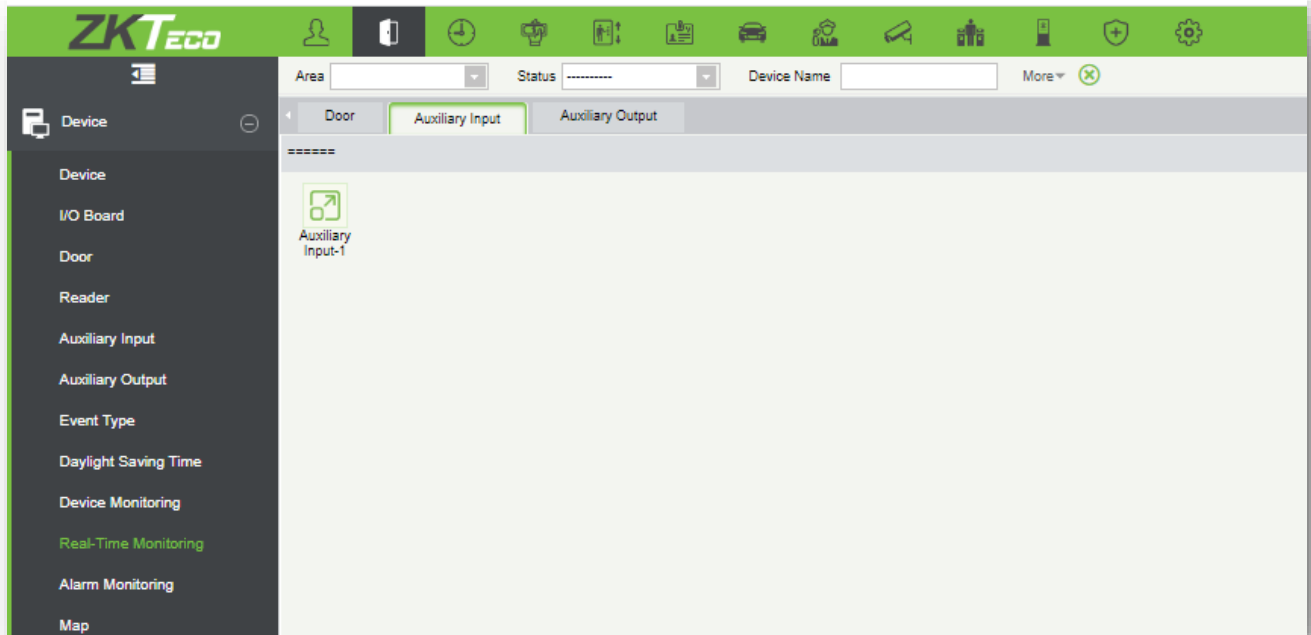 ZKTECO
Area Status ---------- Device Name More
Device
Door Auxiliary Input Auxiliary Output
======
Device
I/O Board
Door
Reader
Auxiliary Input
Auxiliary Output
Event Type
Daylight Saving Time
Device Monitoring
Real-Time Monitoring
Alarm Monitoring
Map
Auxiliary
Input-1